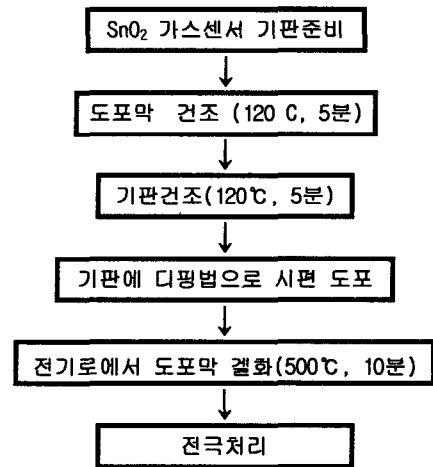 SnO₂ 가스센서 기판준비
도포막 건조 (120 C, 5분)
기판건조(120℃, 5분)
기판에 디핑법으로 시편 도포
전기로에서 도포막 겔화(500℃, 10분)
전극처리